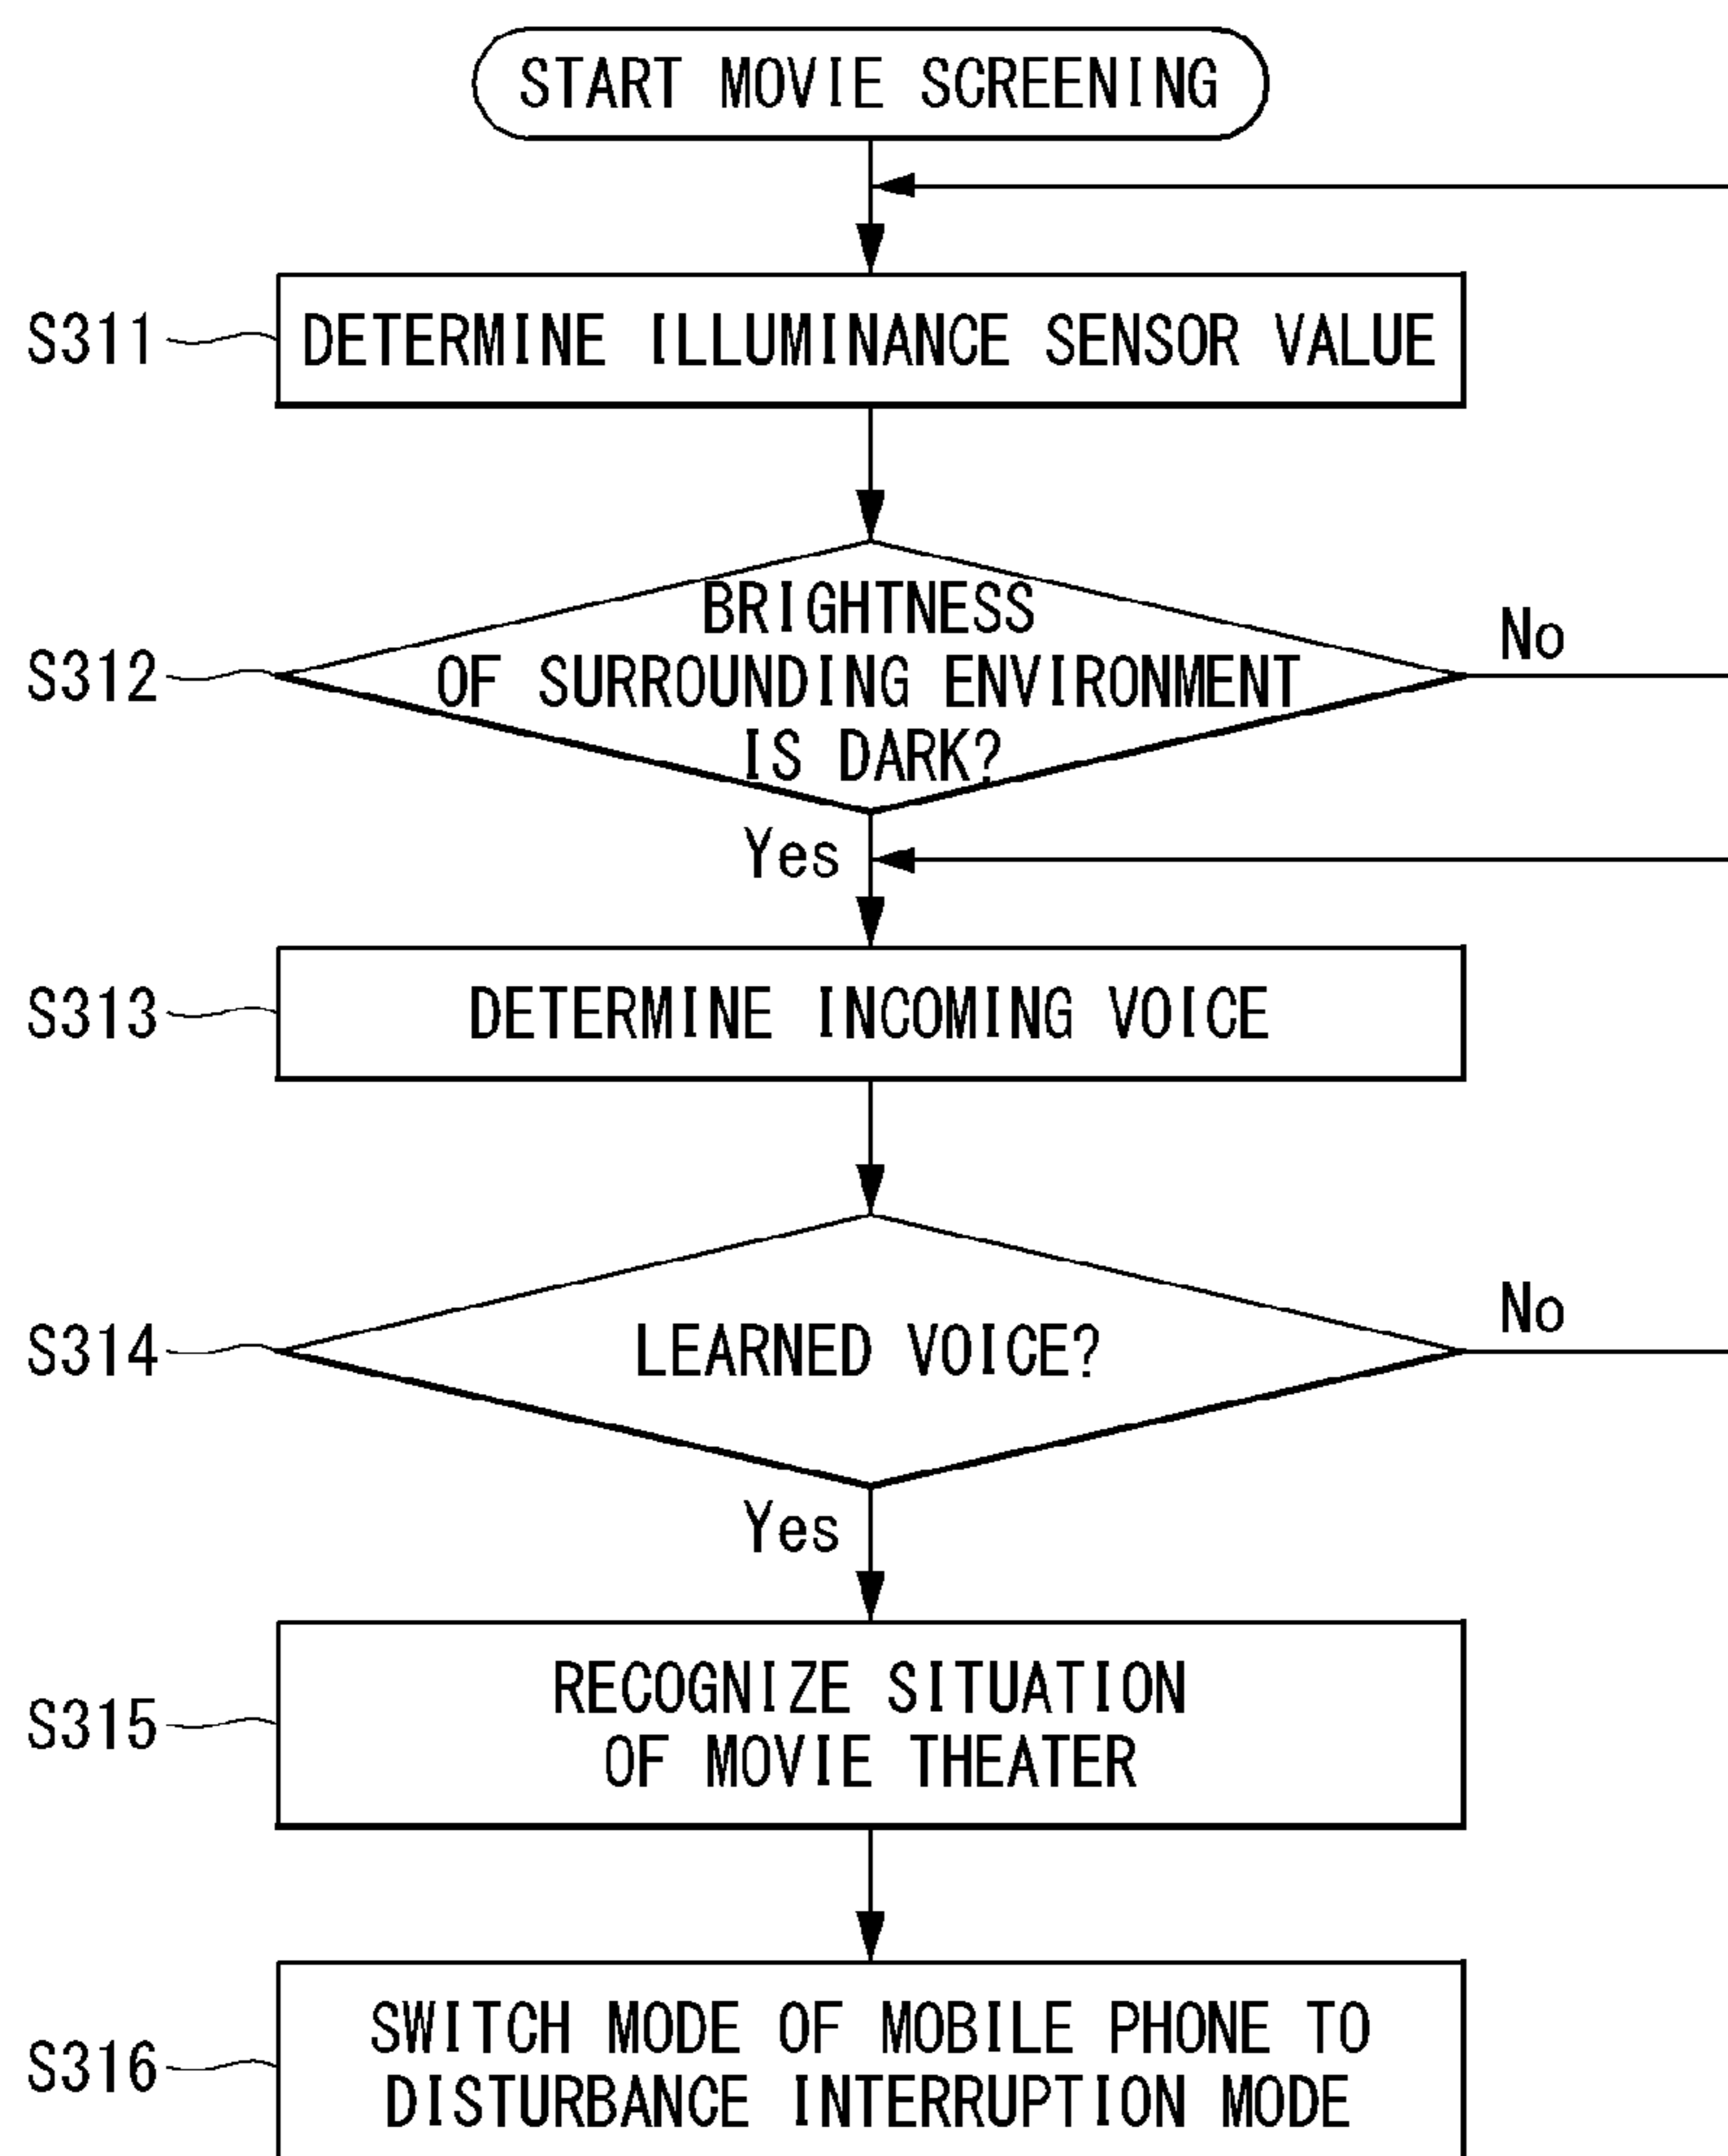 START MOVIE SCREENING
S311
DETERMINE ILLUMINANCE SENSOR VALUE
S312
BRIGHTNESS
OF SURROUNDING ENVIRONMENT
IS DARK?
No
Yes
S313
DETERMINE INCOMING VOICE
S314
LEARNED VOICE?
No
Yes
S315
RECOGNIZE SITUATION
OF MOVIE THEATER
S316
SWITCH MODE OF MOBILE PHONE TO
DISTURBANCE INTERRUPTION MODE